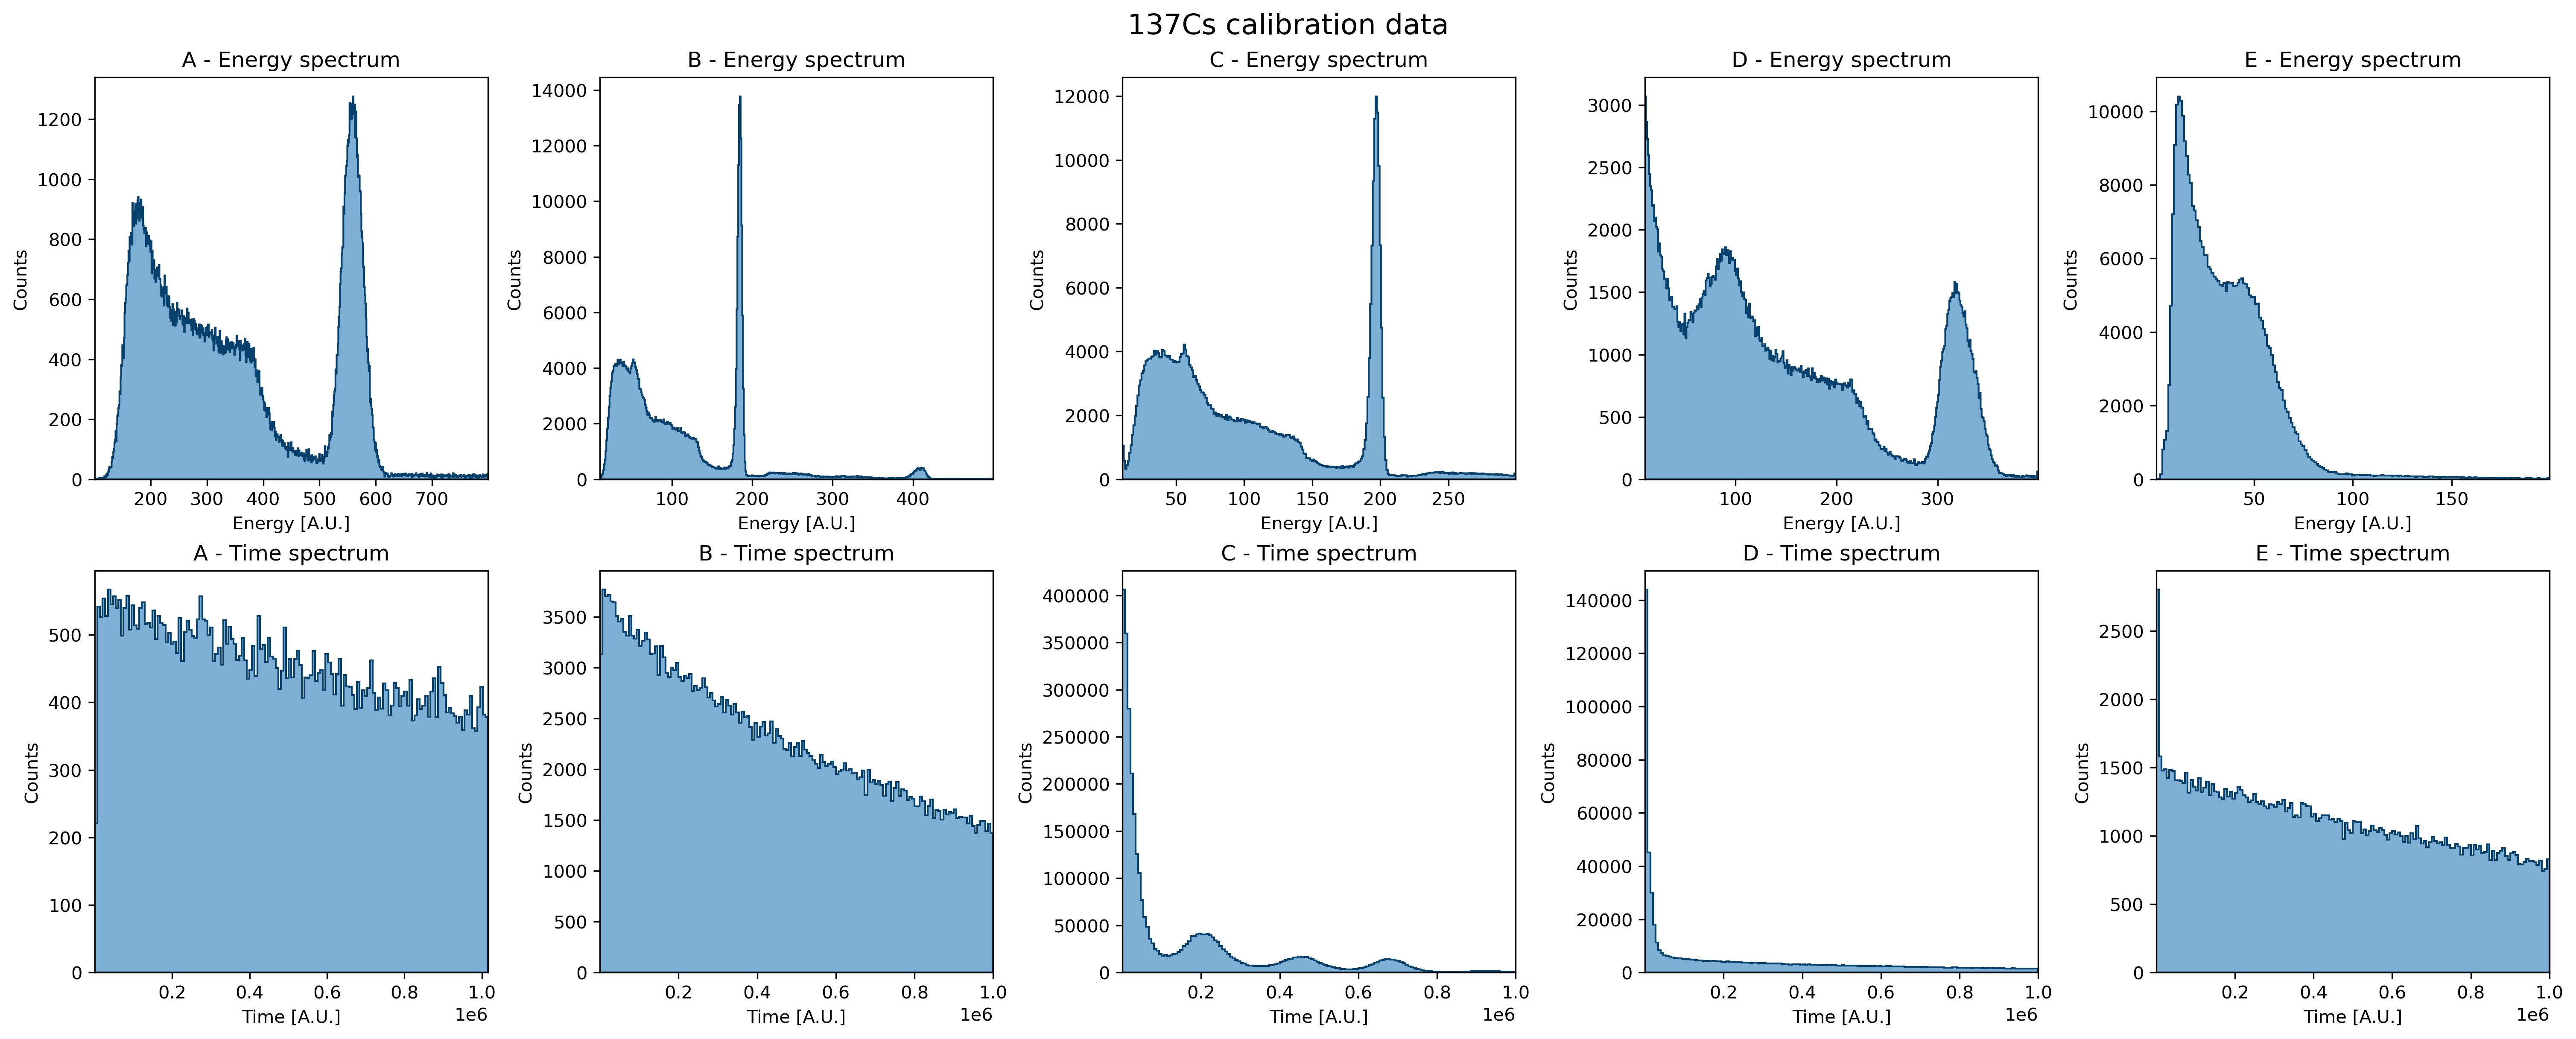 137Cs calibration data
A - Energy spectrum
Counts
1200
1000
800
600
400
200
0
200 300 400 500 600 700
Energy [A.U.]
B - Energy spectrum
Counts
14000
12000
10000
8000
6000
4000
2000
0
100 200 300 400
Energy [A.U.]
C - Energy spectrum
Counts
12000
10000
8000
6000
4000
2000
0
50 100 150 200 250
Energy [A.U.]
D - Energy spectrum
Counts
3000
2500
2000
1500
1000
500
0
100 200 300
Energy [A.U.]
E - Energy spectrum
Counts
10000
8000
6000
4000
2000
0
50 100 150
Energy [A.U.]
A - Time spectrum
Counts
500
400
300
200
100
0
0.2 0.4 0.6 0.8 1.0
Time [A.U.]
1e6
B - Time spectrum
Counts
3500
3000
2500
2000
1500
1000
500
0
0.2 0.4 0.6 0.8 1.0
Time [A.U.]
1e6
C - Time spectrum
Counts
400000
350000
300000
250000
200000
150000
100000
50000
0
0.2 0.4 0.6 0.8 1.0
Time [A.U.]
1e6
D - Time spectrum
Counts
140000
120000
100000
80000
60000
40000
20000
0
0.2 0.4 0.6 0.8 1.0
Time [A.U.]
1e6
E - Time spectrum
Counts
2500
2000
1500
1000
500
0
0.2 0.4 0.6 0.8 1.0
Time [A.U.]
1e6